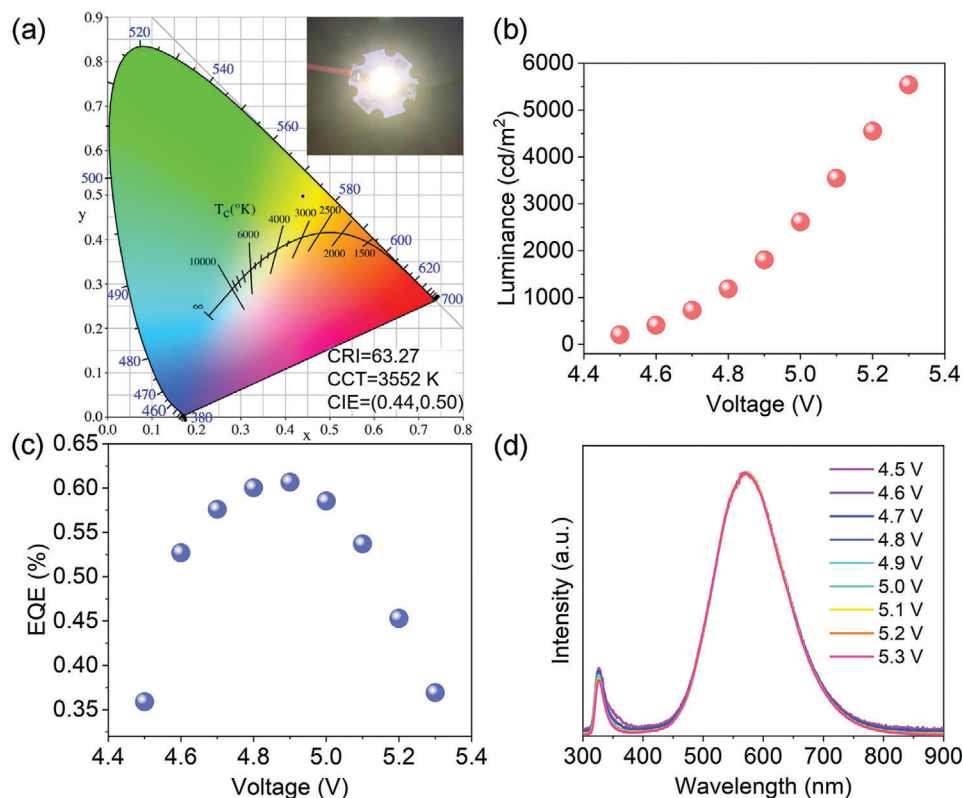 (a)
0.9
0.8
0.7
0.6
0.5
y
0.4
0.3
0.2
0.1
0.0
0.0
0.1
0.2
0.3
0.4
0.5
0.6
0.7
0.8
x
520
540
560
580
600
620
700
500
490
480
470
460
380
Tc(°K)
∞
10000
6000
4000
3000
2500
2000
1500
CRI=63.27
CCT=3552 K
CIE=(0.44,0.50)
(b)
Luminance (cd/m²)
6000
5000
4000
3000
2000
1000
0
4.4 4.6 4.8 5.0 5.2 5.4
Voltage (V)
(c)
EQE (%)
0.65
0.60
0.55
0.50
0.45
0.40
0.35
4.4 4.6 4.8 5.0 5.2 5.4
Voltage (V)
(d)
Intensity (a.u.)
4.5 V
4.6 V
4.7 V
4.8 V
4.9 V
5.0 V
5.1 V
5.2 V
5.3 V
300 400 500 600 700 800 900
Wavelength (nm)